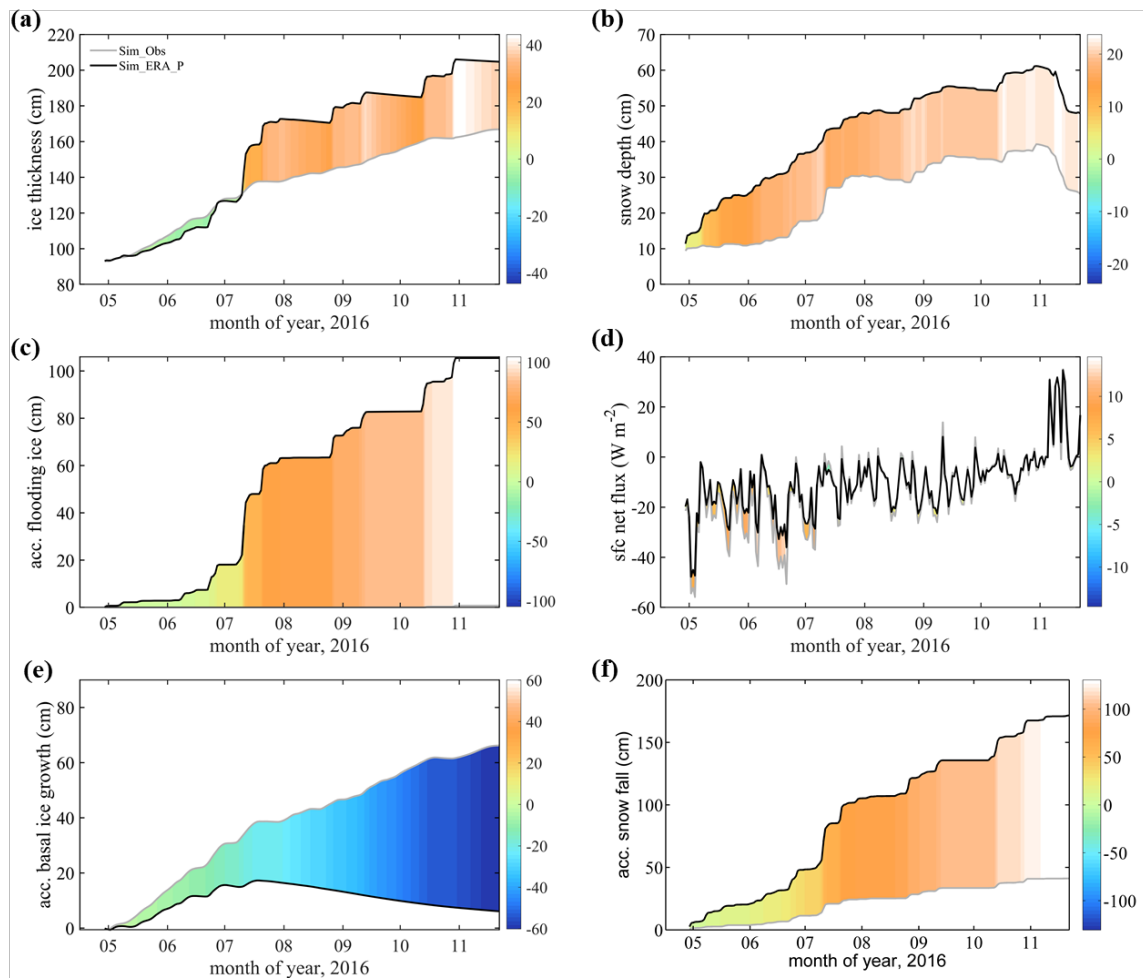 (a)
220
200
180
160
140
120
100
80
ice thickness (cm)
Sim_Obs
Sim_ERA_P
05 06 07 08 09 10 11
month of year, 2016
40
20
0
-20
-40
(b)
70
60
50
40
30
20
10
0
snow depth (cm)
05 06 07 08 09 10 11
month of year, 2016
20
10
0
-10
-20
(c)
100
80
60
40
20
0
acc. flooding ice (cm)
05 06 07 08 09 10 11
month of year, 2016
100
50
0
-50
-100
(d)
40
20
0
-20
-40
-60
sfc net flux (W m-2)
05 06 07 08 09 10 11
month of year, 2016
10
5
0
-5
-10
(e)
80
60
40
20
0
acc. basal ice growth (cm)
05 06 07 08 09 10 11
month of year, 2016
60
40
20
0
-20
-40
-60
(f)
200
150
100
50
0
acc. snow fall (cm)
05 06 07 08 09 10 11
month of year, 2016
100
50
0
-50
-100